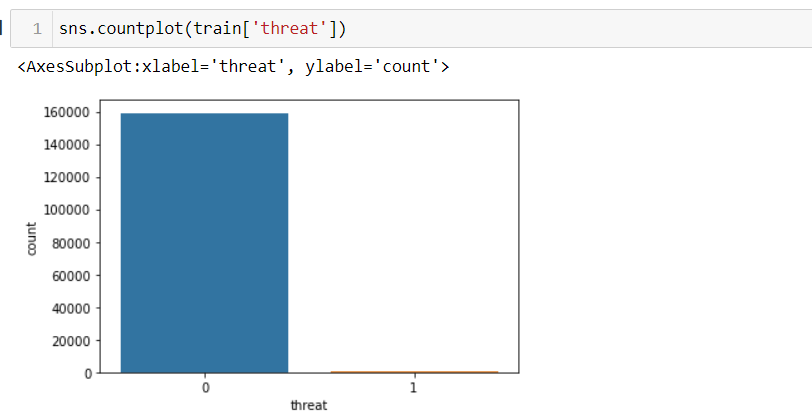 1 sns.countplot(train['threat'])
<AxesSubplot:xlabel='threat', ylabel='count'>
160000
140000
120000
100000
80000
60000
40000
20000
0
count
0 1
threat